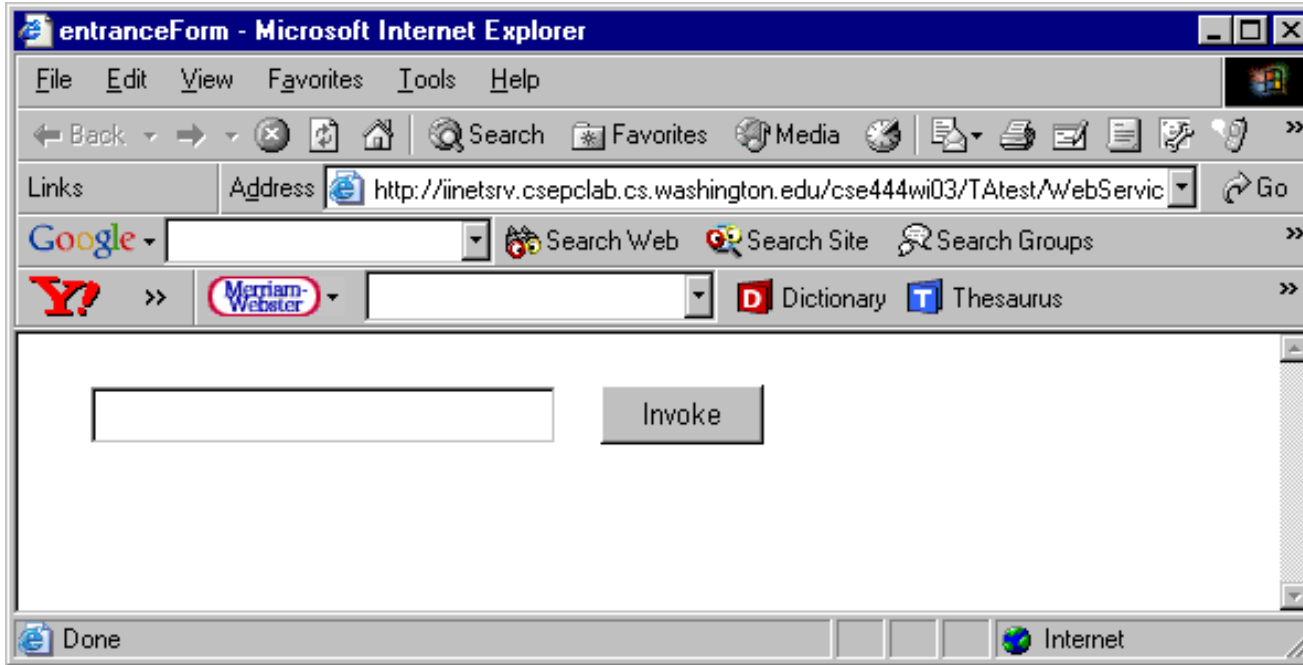 entranceForm - Microsoft Internet Explorer
File Edit View Favorites Tools Help
Back Search Favorites Media »
Links Address http://iinetsrv.csepclab.cs.washington.edu/cse444wi03/TAtest/WebServic Go
Google Search Web Search Site Search Groups »
Y! » Merriam-Webster D Dictionary T Thesaurus »
Invoke
Done Internet